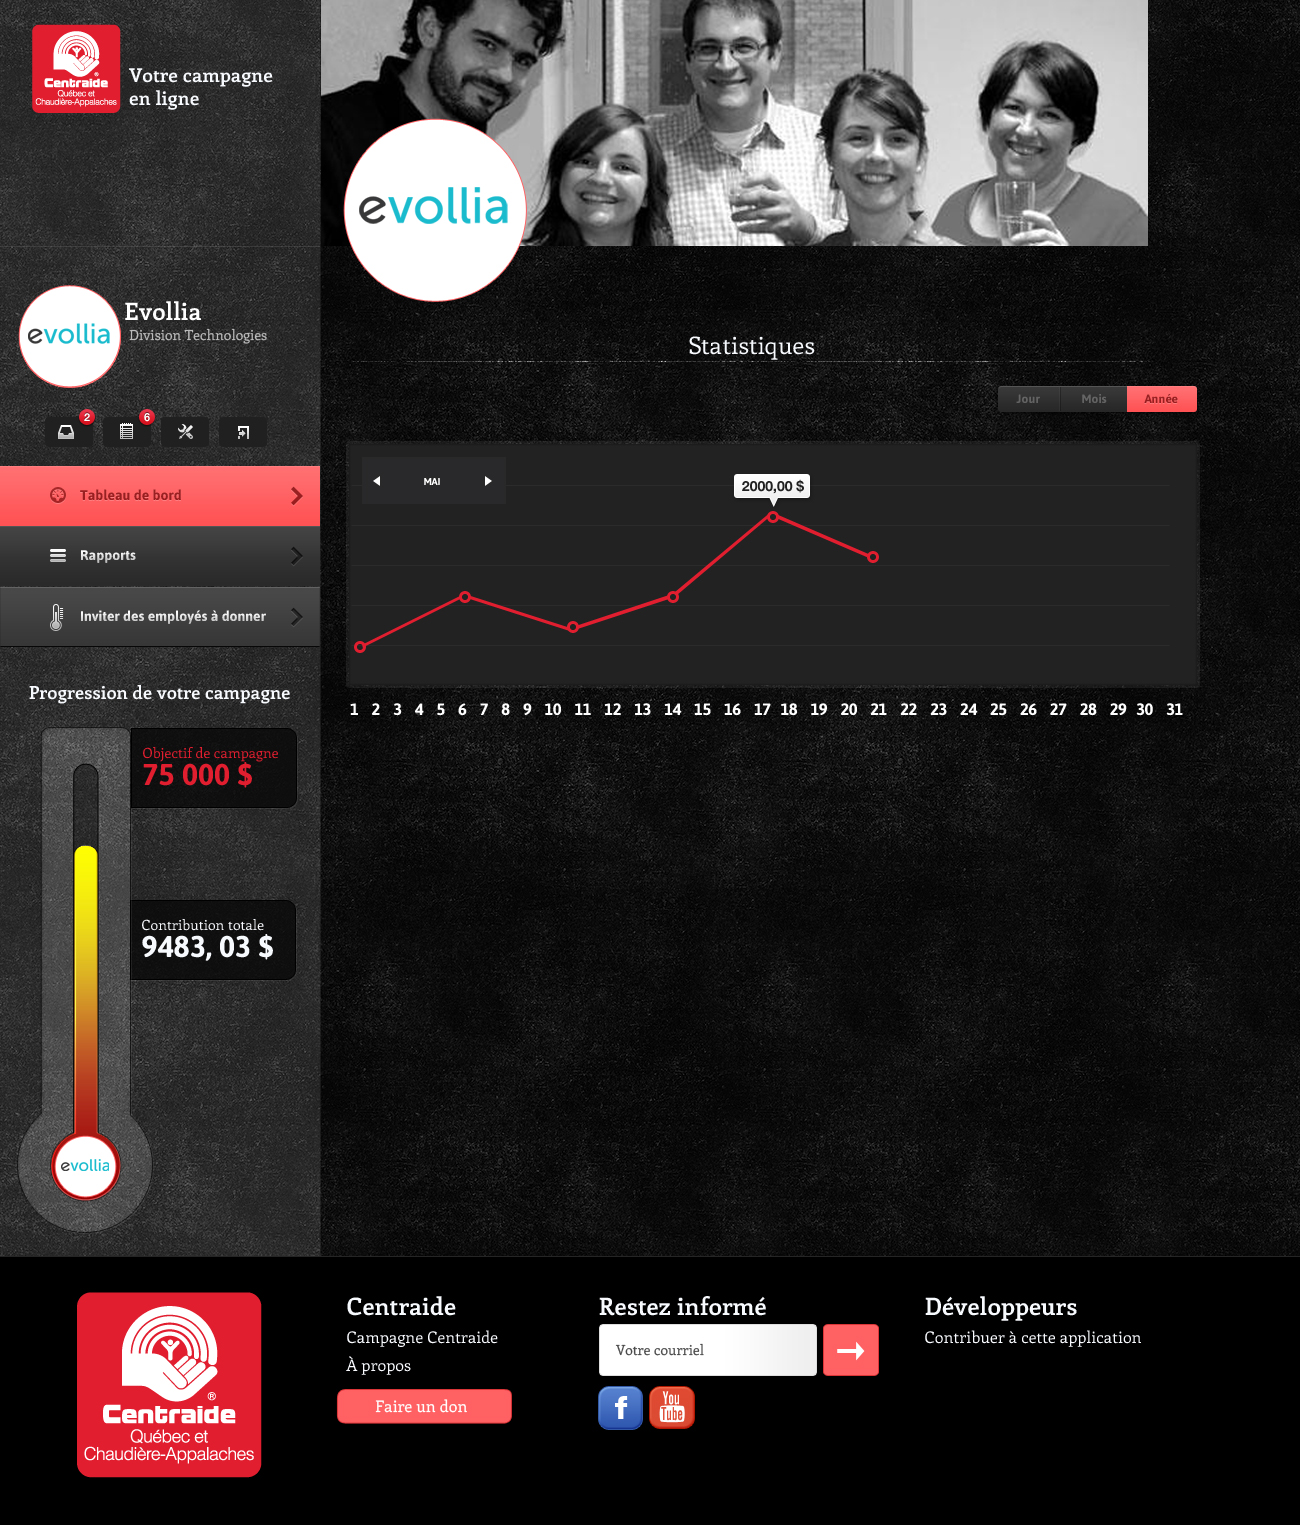 Centraide
Québec et
Chaudière-Appalaches
Votre campagne
en ligne
evollia
evollia
Evollia
Division Technologies
2
6
Tableau de bord
Rapports
Inviter des employés à donner
Progression de votre campagne
Objectif de campagne
75 000 $
Contribution totale
9483, 03 $
evollia
Statistiques
Jour Mois Année
MAI
2000,00 $
1 2 3 4 5 6 7 8 9 10 11 12 13 14 15 16 17 18 19 20 21 22 23 24 25 26 27 28 29 30 31
Centraide®
Québec et
Chaudière-Appalaches
Centraide
Campagne Centraide
À propos
Faire un don
Restez informé
Votre courriel
f
You
Tube
Développeurs
Contribuer à cette application